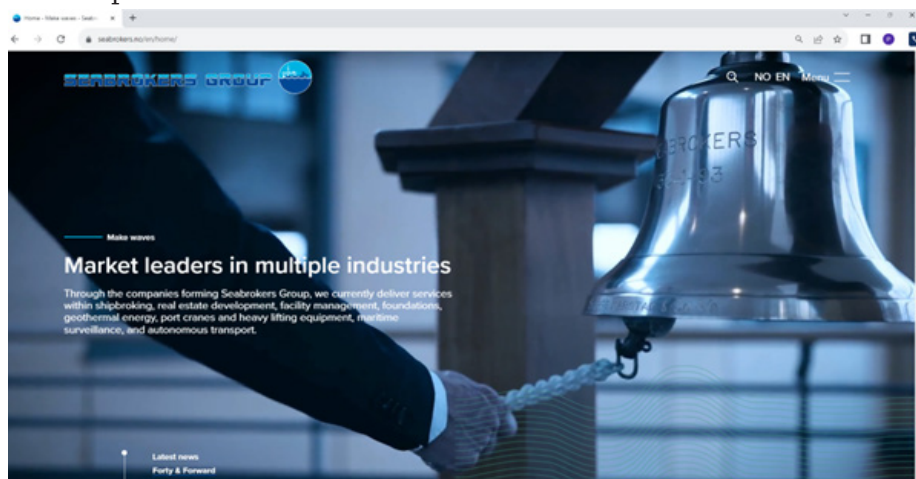 Home - Make waves - Seab
seabrokers.no/en/home/
SEABROKERS GROUP
NO EN Menu
SEABROKERS
93
Make waves
Market leaders in multiple industries
Through the companies forming Seabrokers Group, we currently deliver services
within shipbroking, real estate development, facility management, foundations,
geothermal energy, port cranes and heavy lifting equipment, maritime
surveillance, and autonomous transport.
Latest news
Forty & Forward